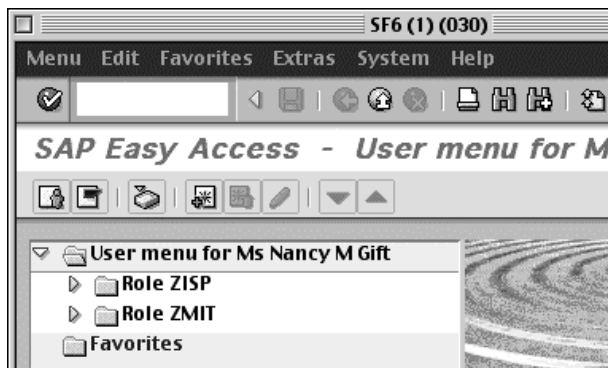 SF6 (1) (030)
Menu Edit Favorites Extras System Help
SAP Easy Access - User menu for M
User menu for Ms Nancy M Gift
Role ZISP
Role ZMIT
Favorites